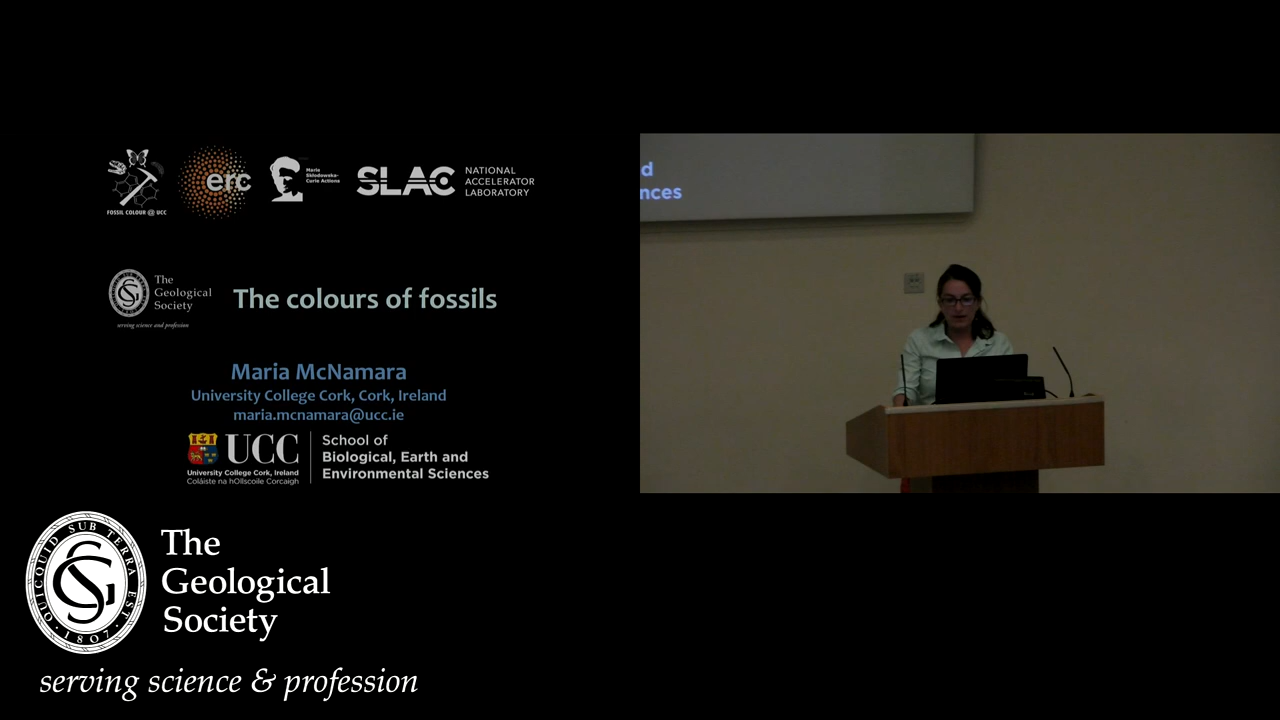 FOSSIL COLOUR @ UCC
erc
Marie
Skłodowska-
Curie Actions
SLAC
NATIONAL
ACCELERATOR
LABORATORY
The
Geological
Society
serving science and profession
The colours of fossils
Maria McNamara
University College Cork, Cork, Ireland
maria.mcnamara@ucc.ie
UCC
University College Cork, Ireland
Coláiste na hOllscoile Corcaigh
School of
Biological, Earth and
Environmental Sciences
d
nces
QUICQUID SUB TERRA EST
· 1807 ·
GS
The
Geological
Society
serving science & profession